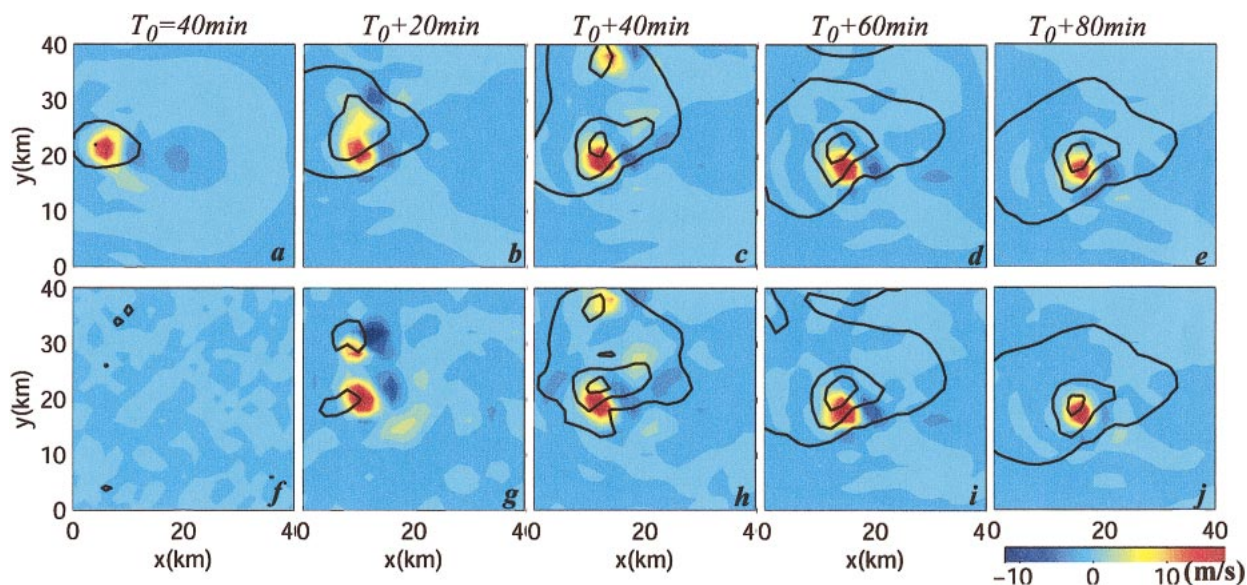 T₀=40min T₀+20min T₀+40min T₀+60min T₀+80min
40
30
y(km) 20
10
0
a b c d e
40
30
y(km) 20
10
0
f g h i j
0 20 40 0 20 40 0 20 40 0 20 40 0 20 40
x(km) x(km) x(km) x(km)
−10 0 10 (m/s)